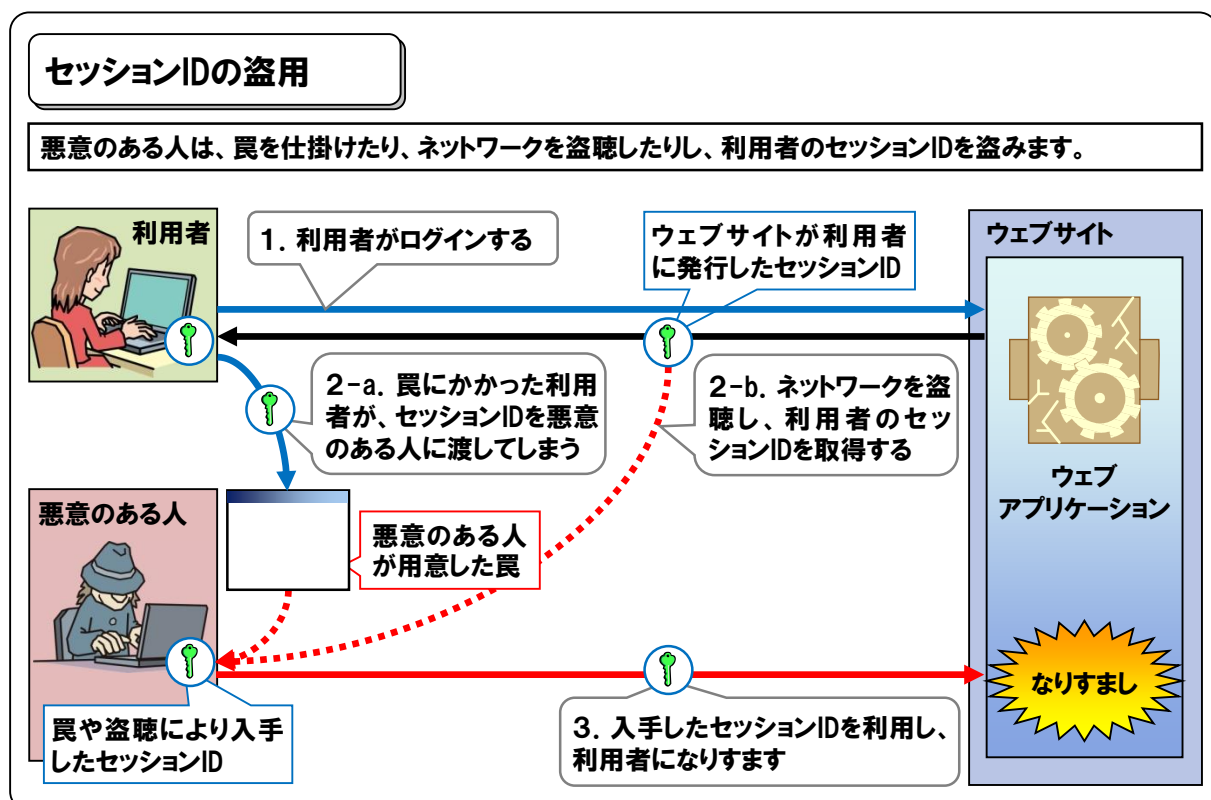 セッションIDの盗用
悪意のある人は、罠を仕掛けたり、ネットワークを盗聴したりし、利用者のセッションIDを盗みます。
利用者
1．利用者がログインする
ウェブサイトが利用者
に発行したセッションID
ウェブサイト
2-a．罠にかかった利用
者が、セッションIDを悪意
のある人に渡してしまう
2-b．ネットワークを盗
聴し、利用者のセッ
ションIDを取得する
ウェブ
アプリケーション
悪意のある人
悪意のある人
が用意した罠
なりすまし
罠や盗聴により入手
したセッションID
3．入手したセッションIDを利用し、
利用者になりすます